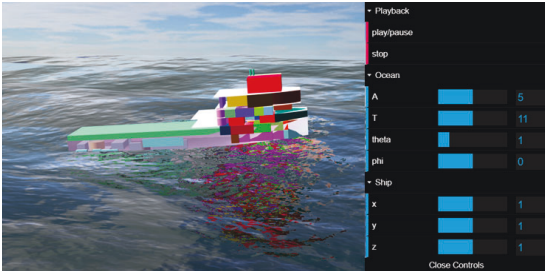 Playback
play/pause
stop
Ocean
A 5
T 11
theta 1
phi 0
Ship
x 1
y 1
z 1
Close Controls